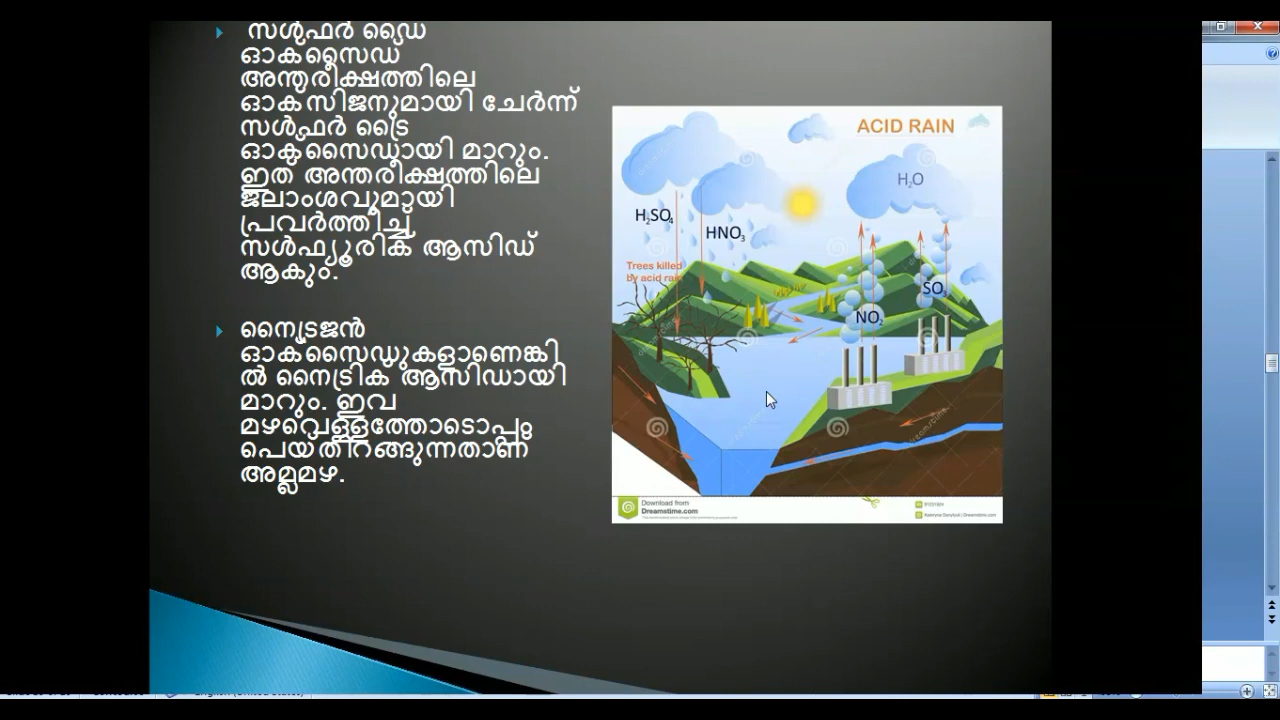 സൾഫർ ഡൈ
ഓക്സൈഡ്
അന്തരീക്ഷത്തിലെ
ഓക്സിജനുമായി ചേർന്ന്
സൾഫർ ട്രൈ
ഓക്സൈഡായി മാറും.
ഇത് അന്തരീക്ഷത്തിലെ
ജലാംശവുമായി
പ്രവർത്തിച്ച്
സൾഫ്യൂരിക് ആസിഡ്
ആകും.
നൈട്രജൻ
ഓക്സൈഡുകളാണെങ്കി
ൽ നൈട്രിക് ആസിഡായി
മാറും. ഇവ
മഴവെള്ളത്തോടൊപ്പം
പെയ്തിറങ്ങുന്നതാണ്
അമ്ലമഴ.
ACID RAIN
H₂O
H₂SO₄
HNO₃
Trees killed
by acid rain
SO
NO₂
Download from
Dreamstime.com